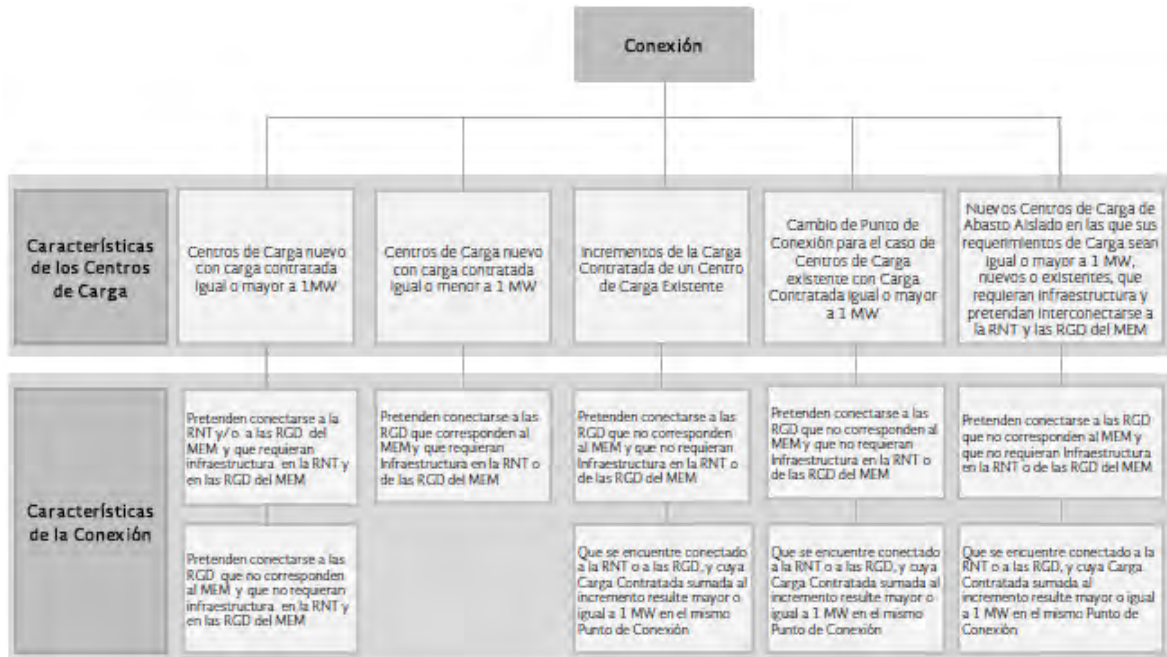 Conexión
Características
de los Centros
de Carga
Centros de Carga nuevo
con carga contratada
igual o mayor a 1MW
Centros de Carga nuevo
con carga contratada
igual o menor a 1 MW
Incrementos de la Carga
Contratada de un Centro
de Carga Existente
Cambio de Punto de
Conexión para el caso de
Centros de Carga
existente con Carga
Contratada igual o mayor
a 1 MW
Nuevos Centros de Carga de
Abasto Aislado en las que sus
requerimientos de Carga sean
igual o mayor a 1 MW,
nuevos o existentes, que
requieran infraestructura y
pretendan interconectarse a
la RNT y las RGD del MEM
Características
de la Conexión
Pretenden conectarse a la
RNT y/o a las RGD del
MEM y que requieran
infraestructura en la RNT y
en las RGD del MEM
Pretenden conectarse a las
RGD que corresponden al
MEM y que requieran
Infraestructura en la RNT o
de las RGD del MEM
Pretenden conectarse a las
RGD que no corresponden
al MEM y que no requieran
Infraestructura en la RNT o
de las RGD del MEM
Pretenden conectarse a las
RGD que no corresponden al
MEM y que no requieran
Infraestructura en la RNT o
de las RGD del MEM
Pretenden conectarse a las RGD
que no corresponden al MEM y
que no requieran Infraestructura
en la RNT o de las RGD del MEM
Pretenden conectarse a las
RGD que no corresponden
al MEM y que no requieran
infraestructura en la RNT y
en las RGD del MEM
Que se encuentre conectado
a la RNT o a las RGD, y cuya
Carga Contratada sumada al
incremento resulte mayor o
igual a 1 MW en el mismo
Punto de Conexión
Que se encuentre conectado
a la RNT o a las RGD, y cuya
Carga Contratada sumada al
incremento resulte mayor o
igual a 1 MW en el mismo
Punto de Conexión
Que se encuentre conectado a la
RNT o a las RGD, y cuya Carga
Contratada sumada al
incremento resulte mayor o igual
a 1 MW en el mismo Punto de
Conexión